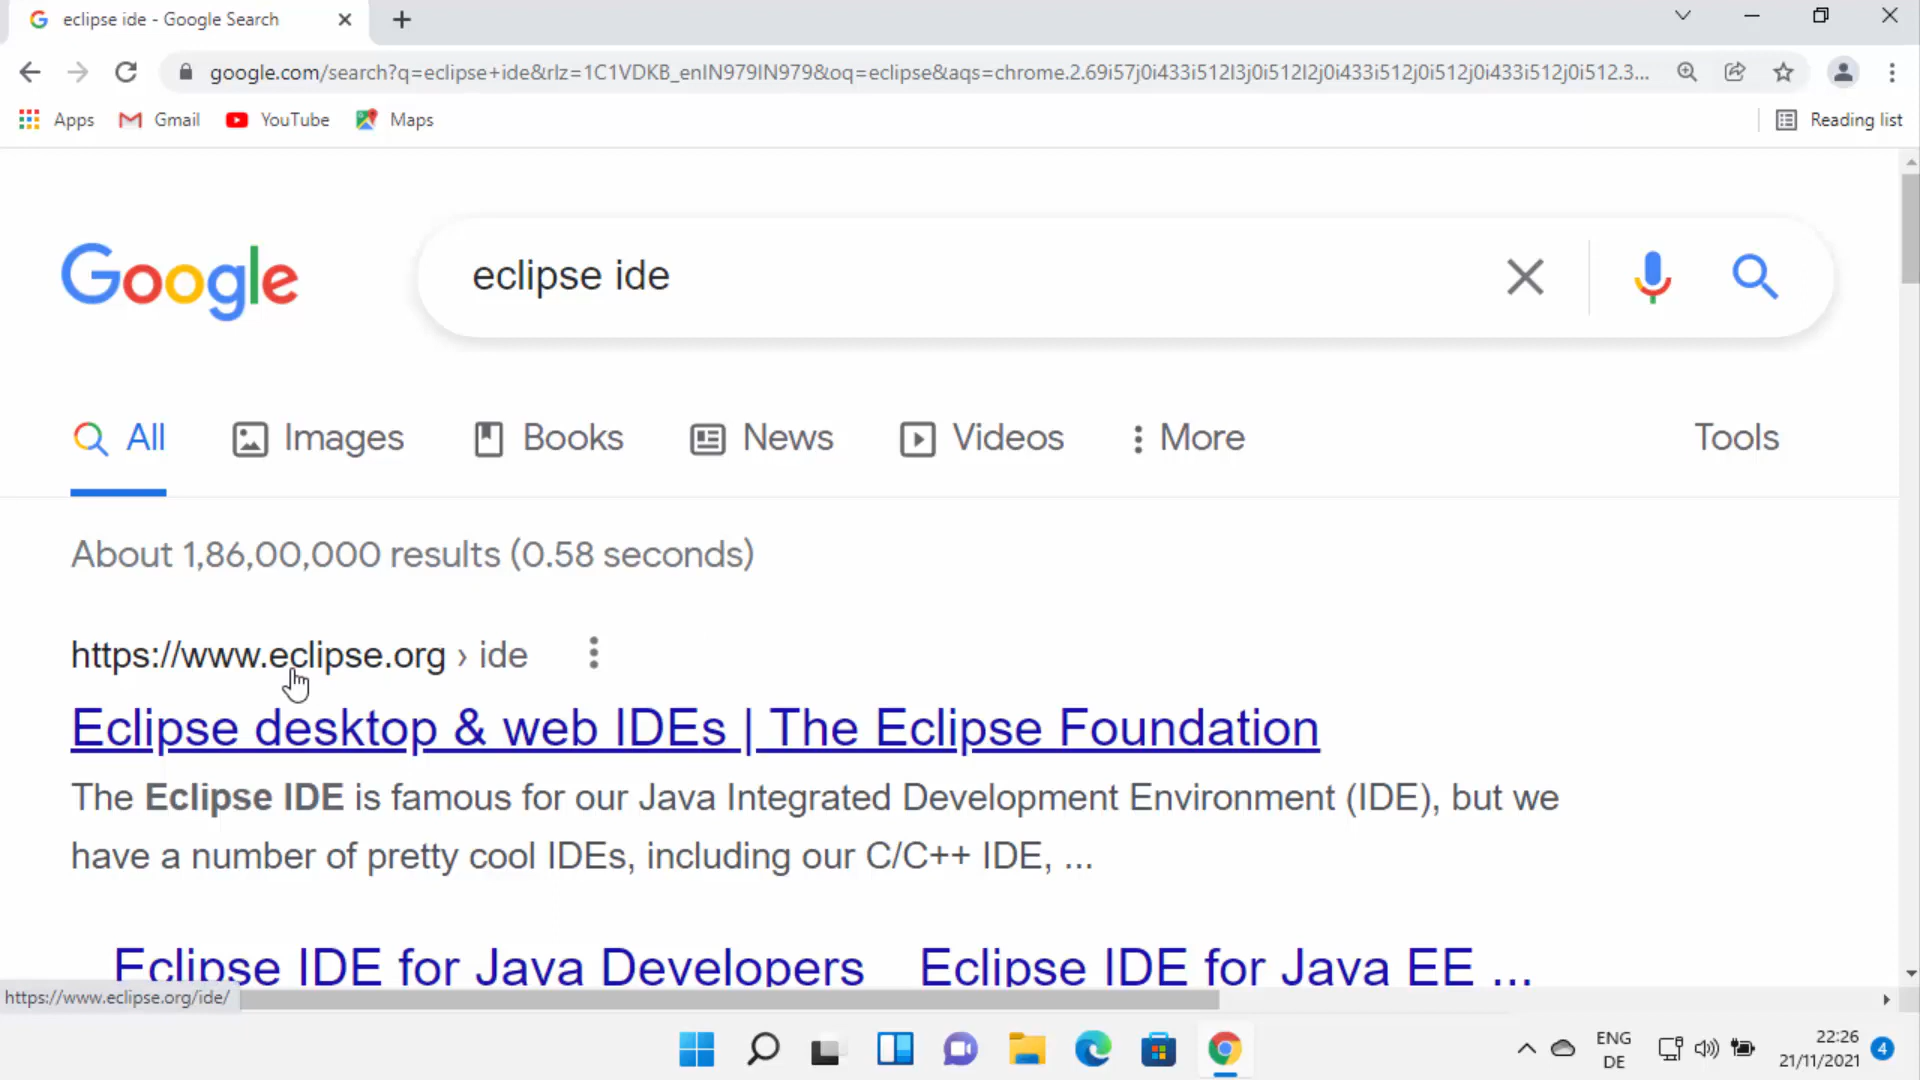 eclipse ide - Google Search
google.com/search?q=eclipse+ide&rlz=1C1VDKB_enIN979IN979&oq=eclipse&aqs=chrome.2.69i57j0i433i512l3j0i512l2j0i433i512j0i512j0i433i512j0i512.3...
Apps Gmail YouTube Maps Reading list
Google eclipse ide
All Images Books News Videos More Tools
About 1,86,00,000 results (0.58 seconds)
https://www.eclipse.org › ide
Eclipse desktop & web IDEs | The Eclipse Foundation
The Eclipse IDE is famous for our Java Integrated Development Environment (IDE), but we
have a number of pretty cool IDEs, including our C/C++ IDE, ...
Eclipse IDE for Java Developers Eclipse IDE for Java EE ...
https://www.eclipse.org/ide/
ENG 22:26 4
DE 21/11/2021